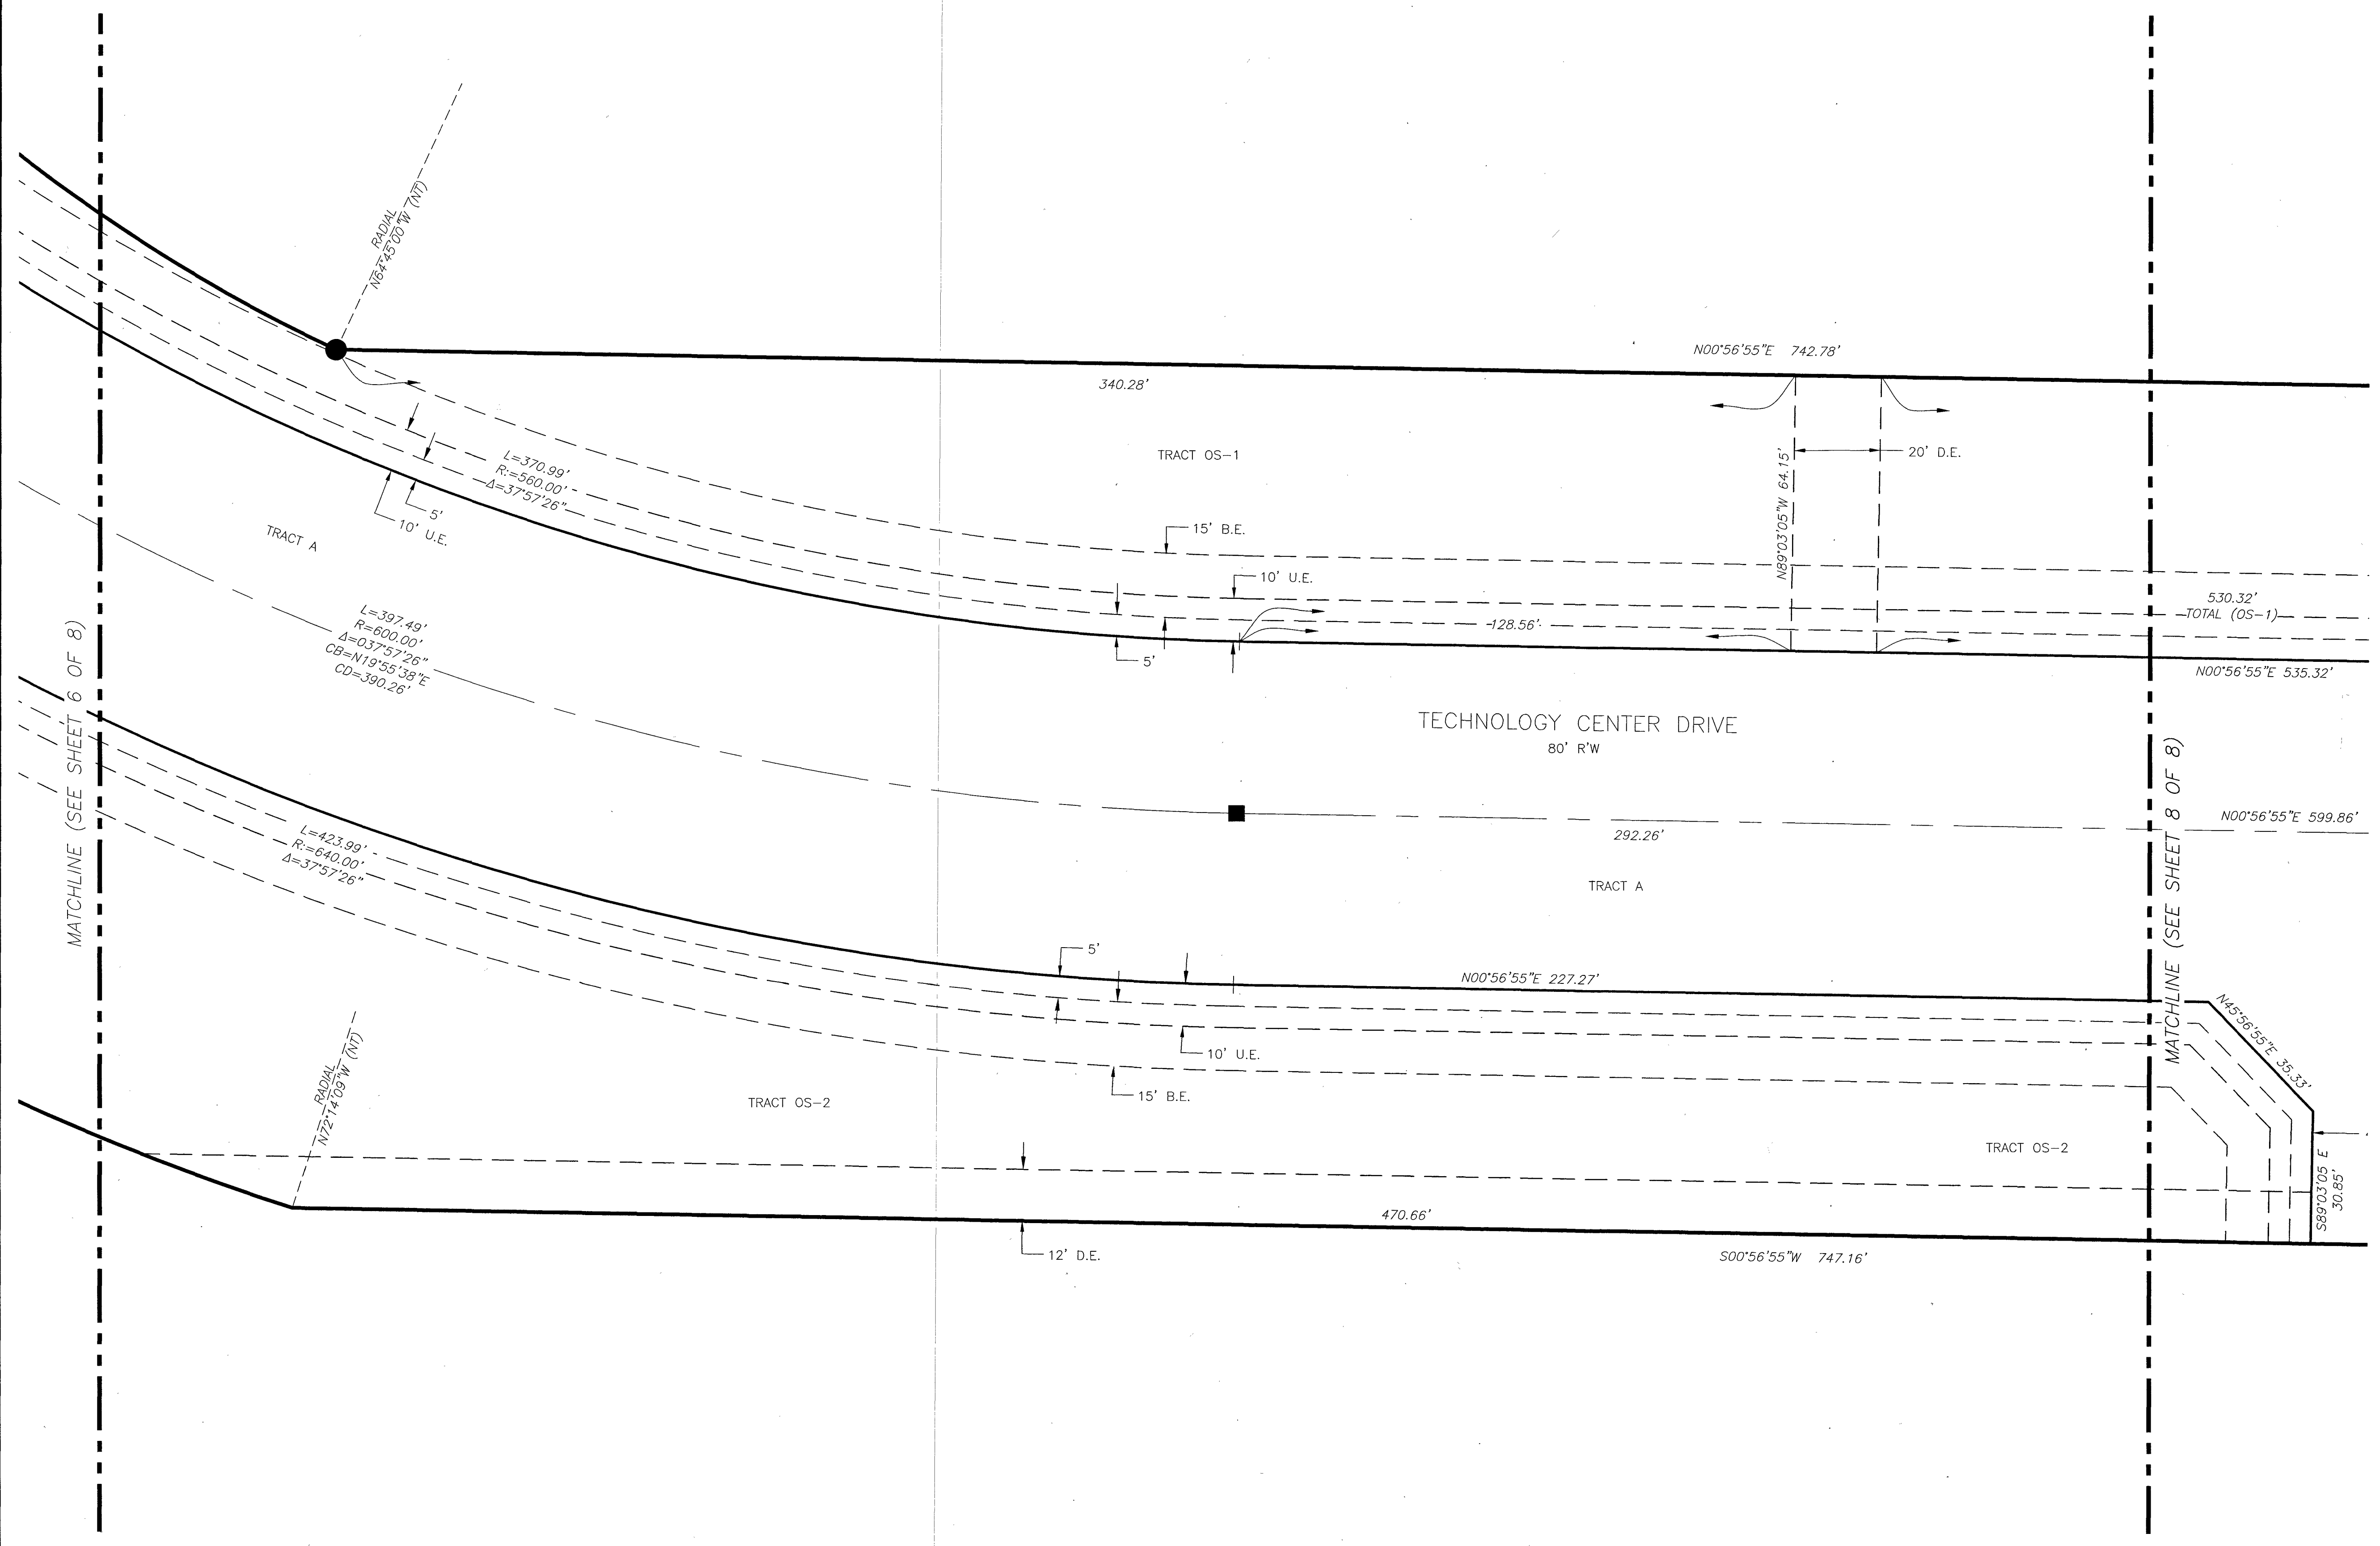 RADIAL
N64°45'00"W (NT)
N00°56'55"E 742.78'
340.28'
TRACT OS-1
N89°03'05"W 64.15'
20' D.E.
L=370.99'
R:=560.00'
Δ=37°57'26"
5'
10' U.E.
TRACT A
15' B.E.
10' U.E.
128.56'
5'
530.32'
TOTAL (OS-1)
N00°56'55"E 535.32'
L=397.49'
R=600.00'
Δ=037°57'26"
CB=N19°55'38"E
CD=390.26'
MATCHLINE (SEE SHEET 6 OF 8)
TECHNOLOGY CENTER DRIVE
80' R'W
MATCHLINE (SEE SHEET 8 OF 8)
292.26'
N00°56'55"E 599.86'
L=423.99'
R:=640.00'
Δ=37°57'26"
TRACT A
5'
N00°56'55"E 227.27'
N45°56'55"E 35.33'
10' U.E.
15' B.E.
RADIAL
N72°14'09"W (NT)
TRACT OS-2
TRACT OS-2
S89°03'05 E
30.85'
470.66'
12' D.E.
S00°56'55"W 747.16'